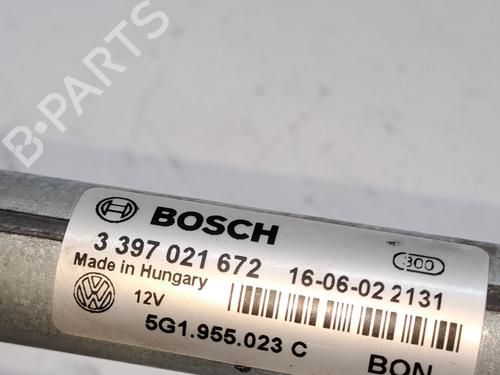 B-PARTS
BOSCH
3 397 021 672 16-06-02 2131 300
Made in Hungary
12V
5G1.955.023 C
BON